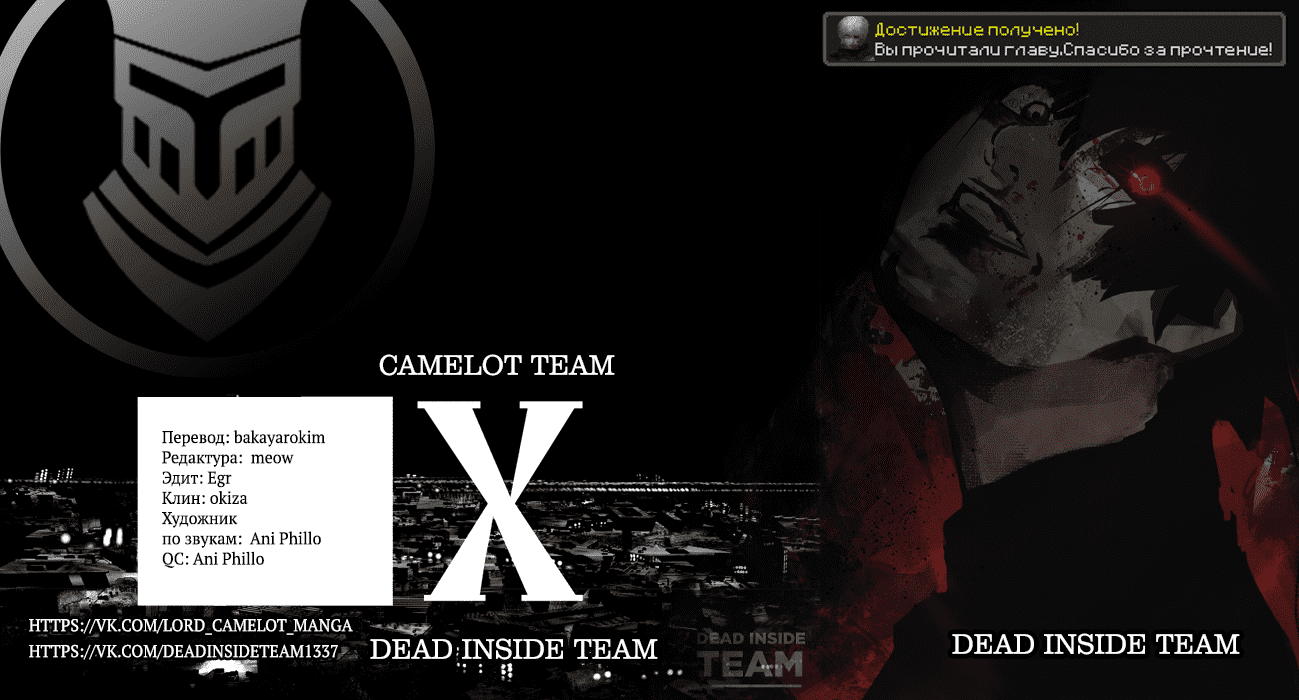 Достижение получено!
Вы прочитали главу.Спасибо за прочтение!
CAMELOT TEAM
X
DEAD INSIDE TEAM
Перевод: bakayarokim
Редактура: meow
Эдит: Egr
Клин: okiza
Художник
по звукам: Ani Phillo
QC: Ani Phillo
HTTPS://VK.COM/LORD_CAMELOT_MANGA
HTTPS://VK.COM/DEADINSIDETEAM1337
DEAD INSIDE
TEAM
DEAD INSIDE TEAM